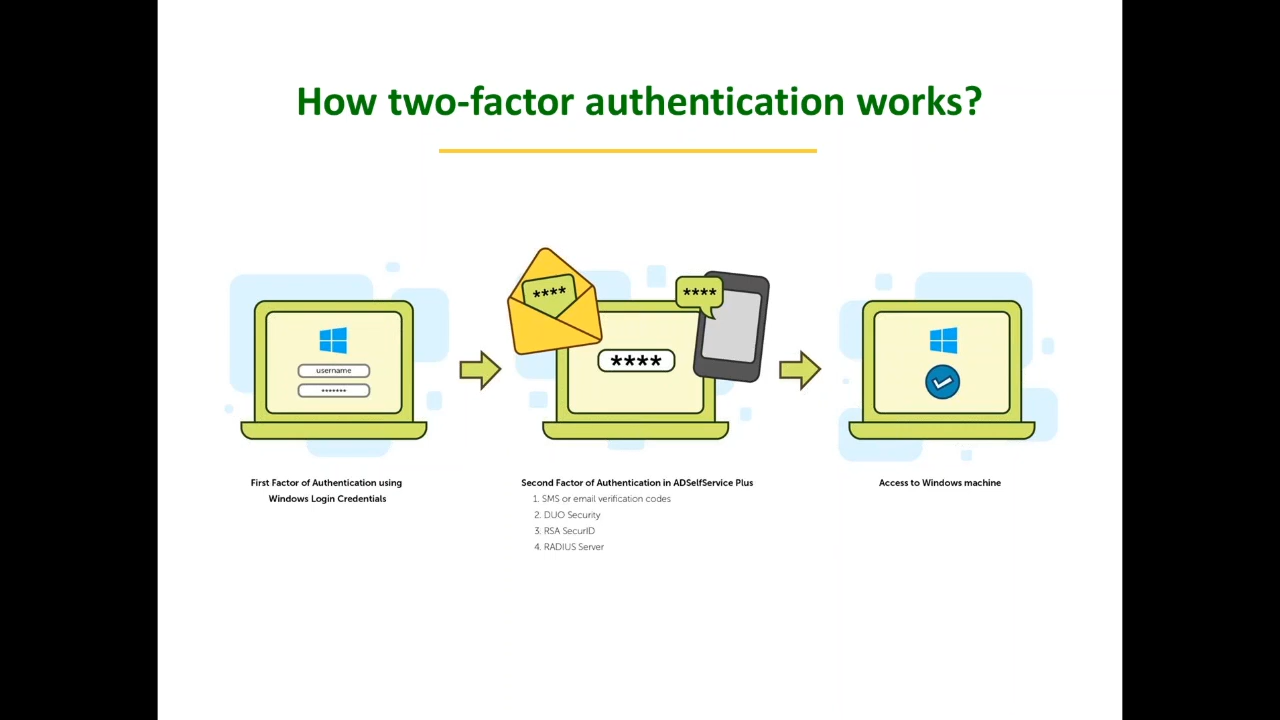 How two-factor authentication works?
username
*******
****
****
****
First Factor of Authentication using
Windows Login Credentials
Second Factor of Authentication in ADSelfService Plus
1. SMS or email verification codes
2. DUO Security
3. RSA SecurID
4. RADIUS Server
Access to Windows machine